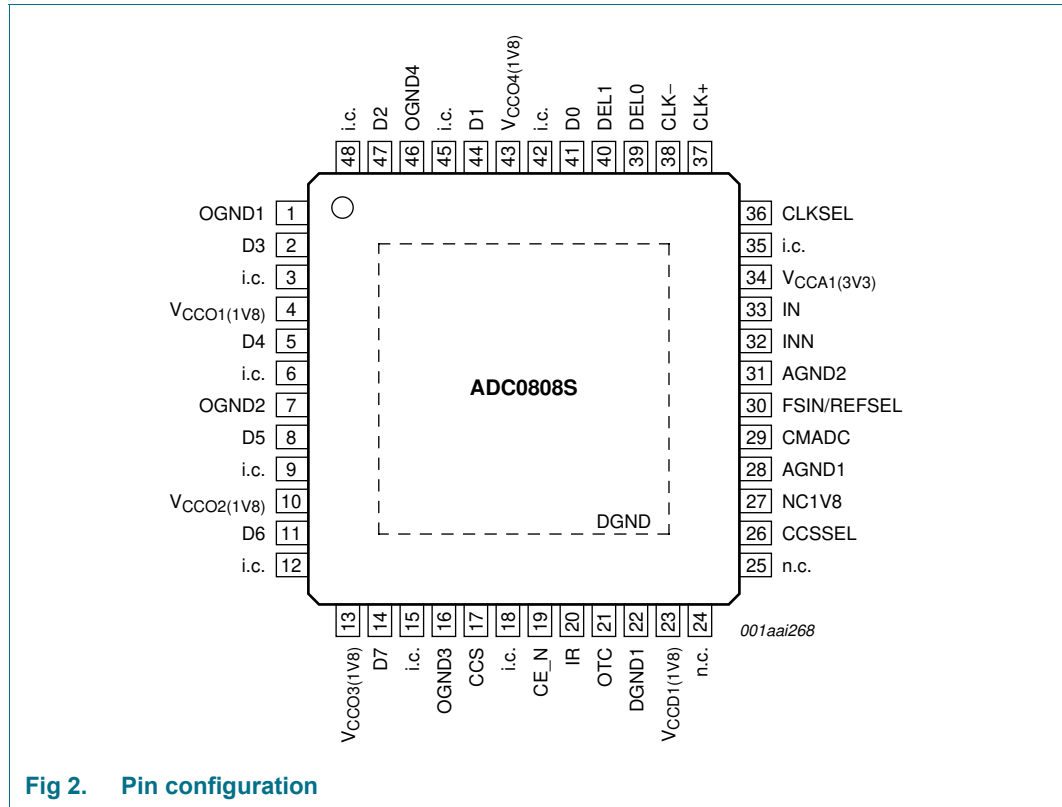 i.c.
D2
OGND4
i.c.
D1
VCCO4(1V8)
i.c.
D0
DEL1
DEL0
CLK−
CLK+
48
47
46
45
44
43
42
41
40
39
38
37
OGND1 1
D3 2
i.c. 3
VCCO1(1V8) 4
D4 5
i.c. 6
OGND2 7
D5 8
i.c. 9
VCCO2(1V8) 10
D6 11
i.c. 12
ADC0808S
DGND
36 CLKSEL
35 i.c.
34 VCCA1(3V3)
33 IN
32 INN
31 AGND2
30 FSIN/REFSEL
29 CMADC
28 AGND1
27 NC1V8
26 CCSSEL
25 n.c.
13
14
15
16
17
18
19
20
21
22
23
24
VCCO3(1V8)
D7
i.c.
OGND3
CCS
i.c.
CE_N
IR
OTC
DGND1
VCCD1(1V8)
n.c.
001aai268
Fig 2. Pin configuration